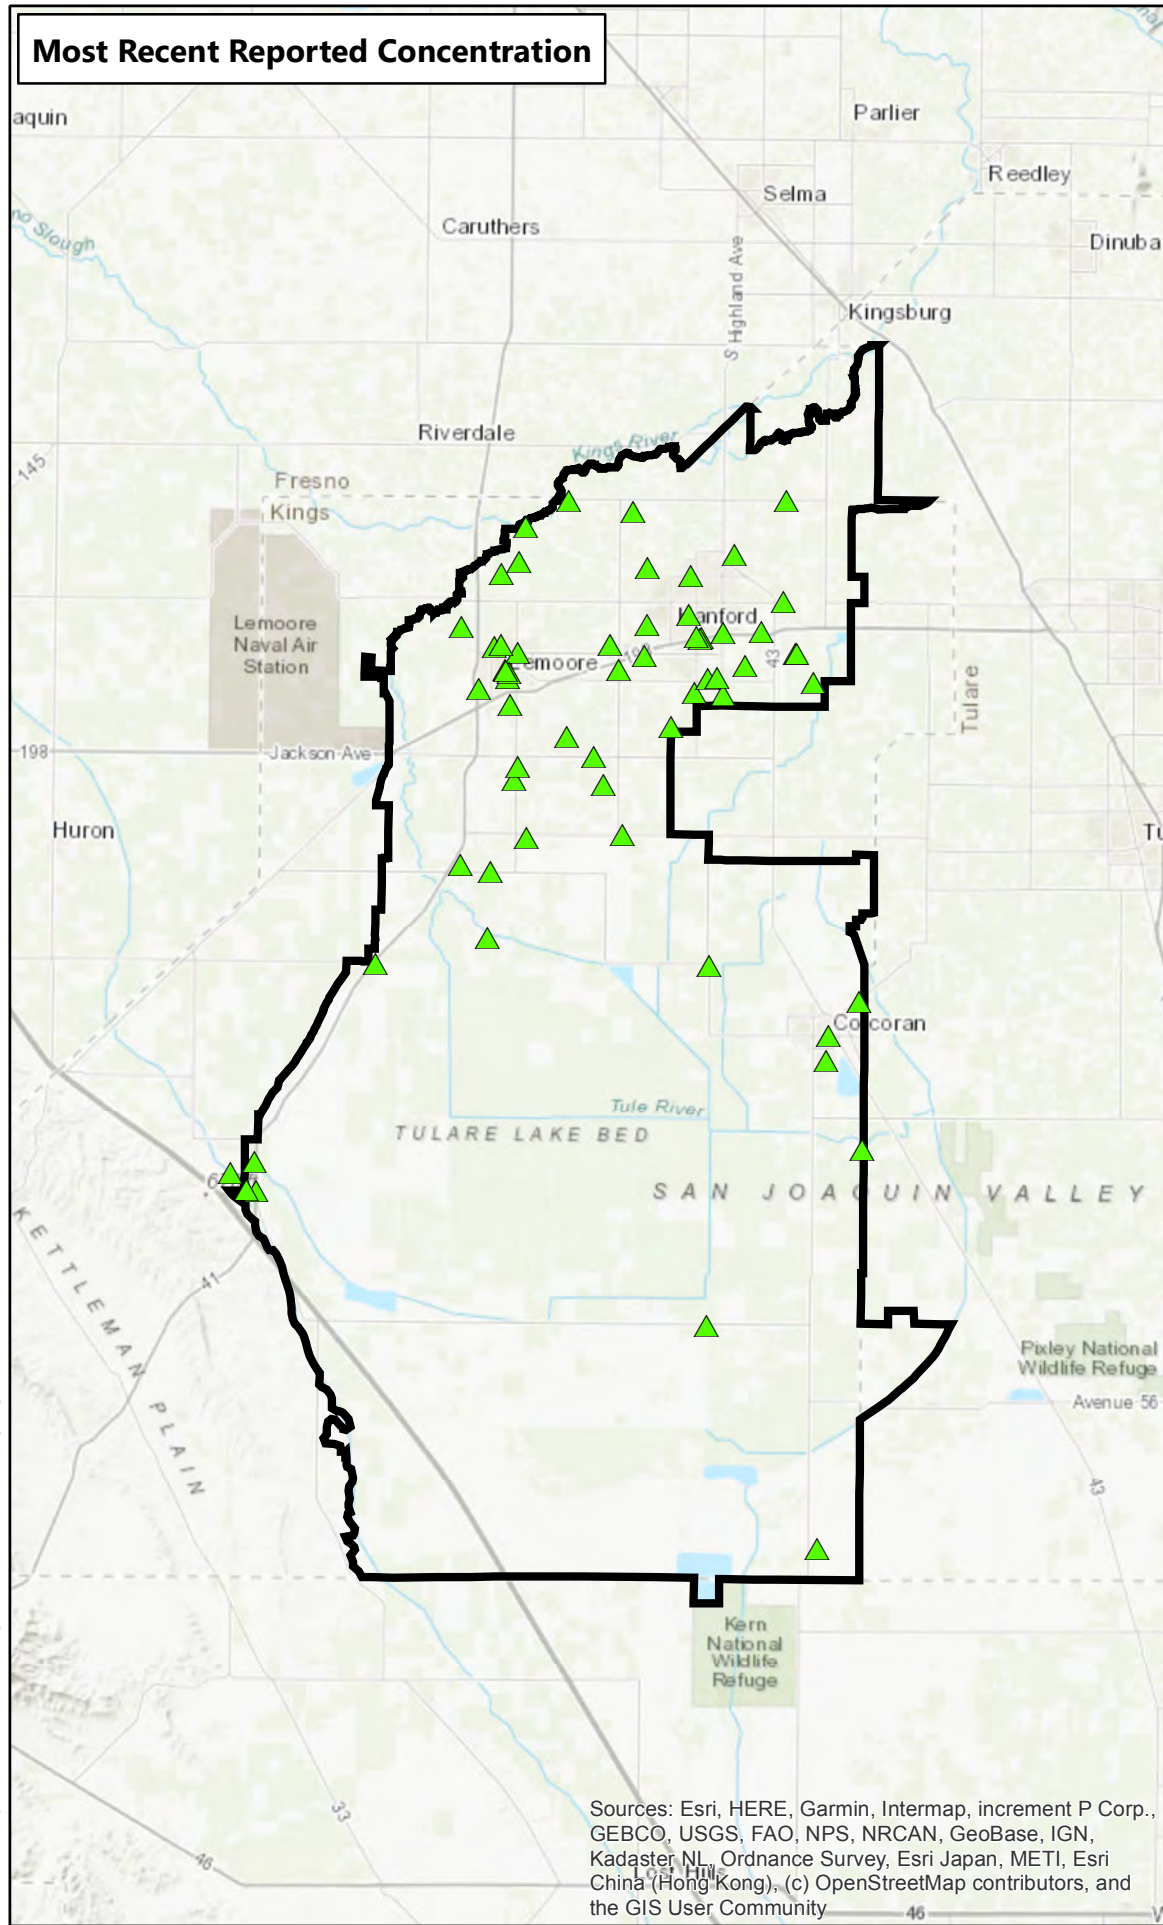 Most Recent Reported Concentration
Parlier
aquin
Reedley
Selma
no Slough
Caruthers
Dinuba
S Highland Ave
Kingsburg
Riverdale
Kings River
145
Fresno
Kings
Lemoore
Naval Air
Station
Hanford
198
43
Lemoore
Tulare
198
Jackson Ave
Huron
Tu
Corcoran
Tule River
TULARE LAKE BED
SAN JOAQUIN VALLEY
KETTLEMAN PLAIN
41
Pixley National
Wildlife Refuge
Avenue 56
43
Kern
National
Wildlife
Refuge
33
46
Lost Hills
Sources: Esri, HERE, Garmin, Intermap, increment P Corp.,
GEBCO, USGS, FAO, NPS, NRCAN, GeoBase, IGN,
Kadaster NL, Ordnance Survey, Esri Japan, METI, Esri
China (Hong Kong), (c) OpenStreetMap contributors, and
the GIS User Community
46